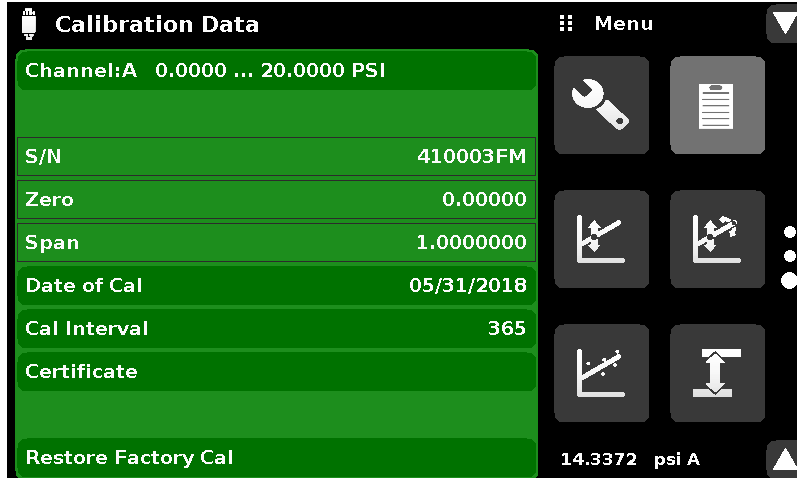 Calibration Data
Menu
Channel:A 0.0000 ... 20.0000 PSI
S/N 410003FM
Zero 0.00000
Span 1.0000000
Date of Cal 05/31/2018
Cal Interval 365
Certificate
Restore Factory Cal
14.3372 psi A